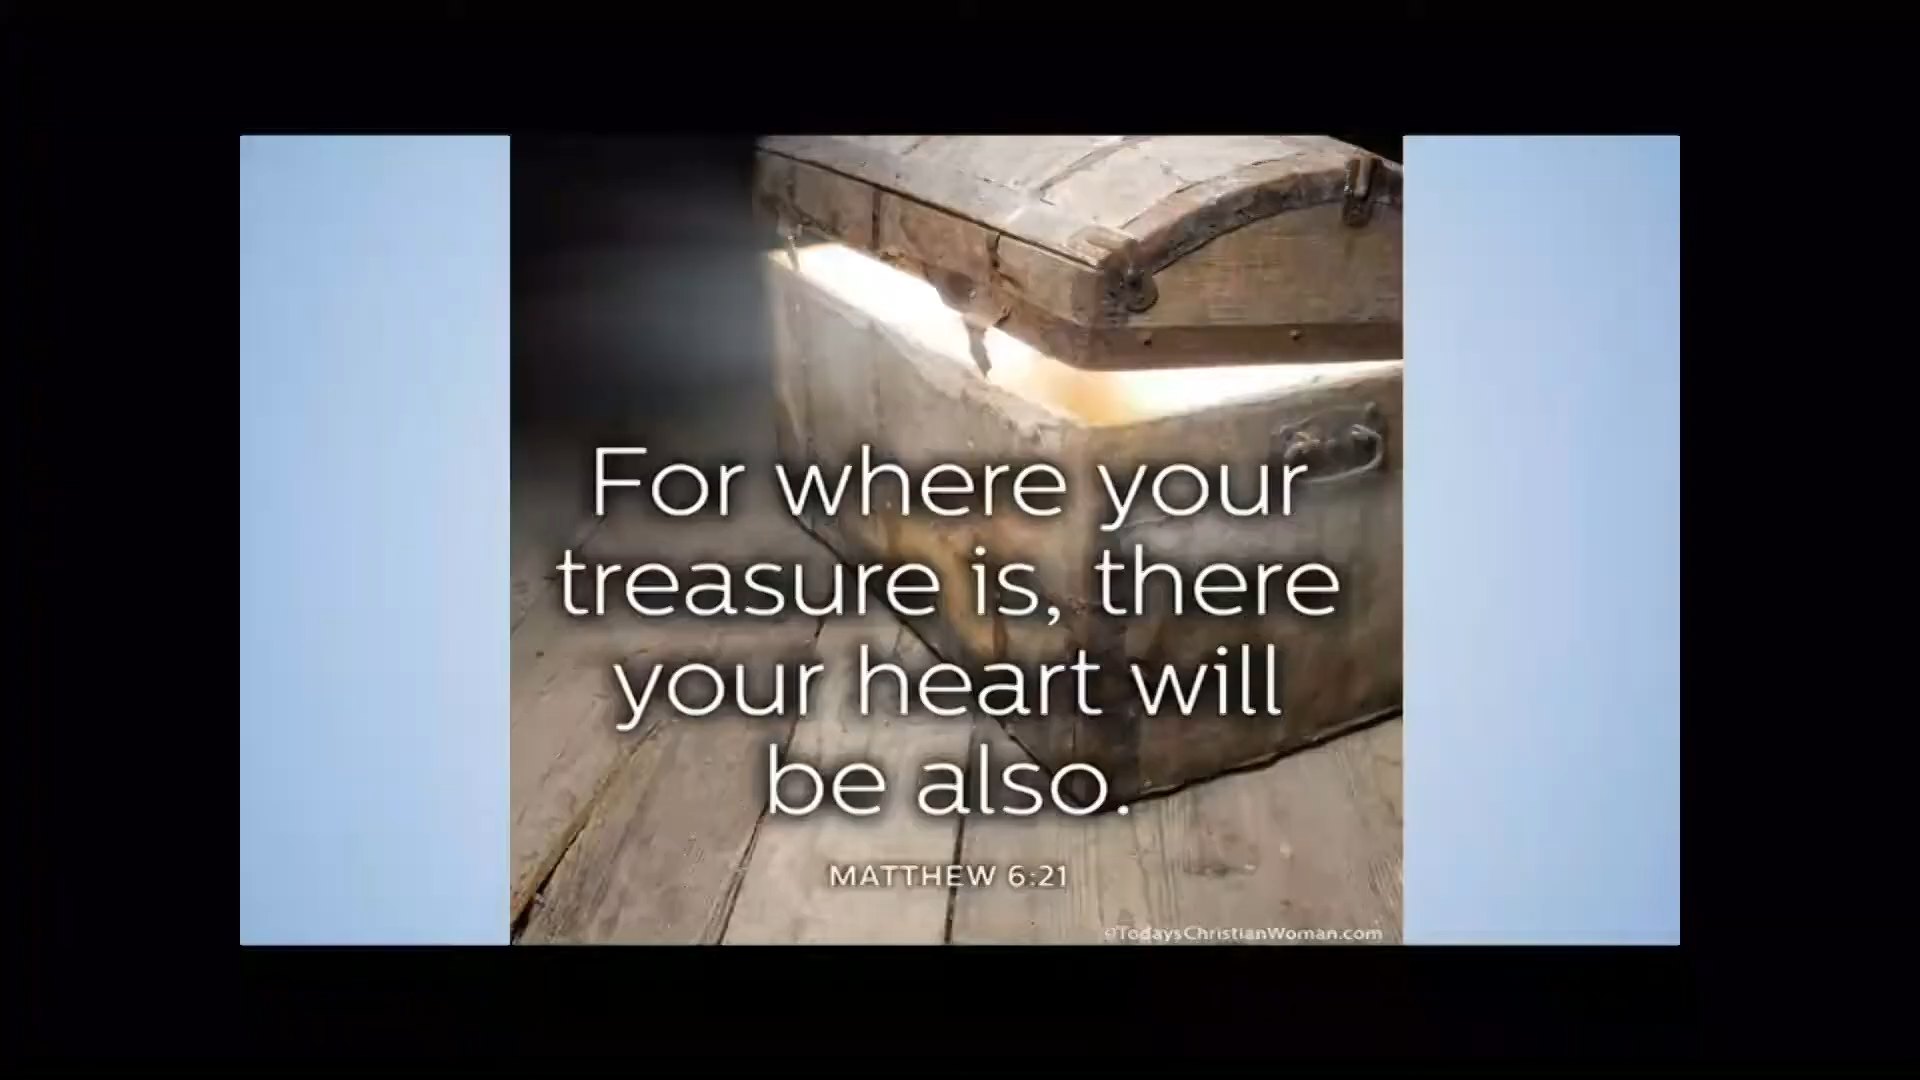 For where your
treasure is, there
your heart will
be also.
MATTHEW 6:21
©TodaysChristianWoman.com